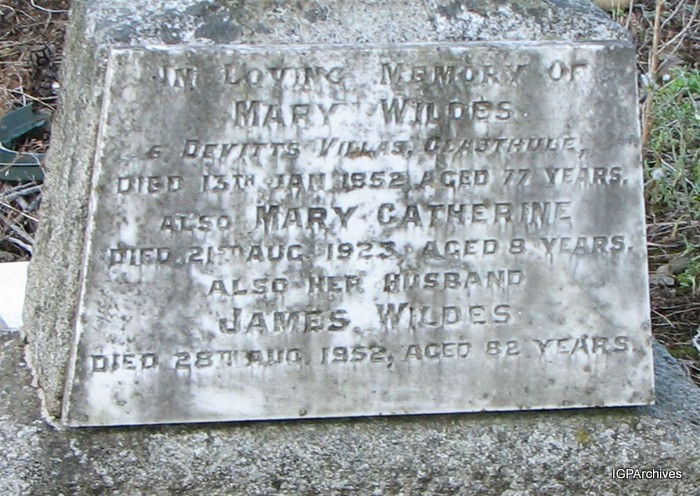 IN LOVING MEMORY OF
MARY WILDES
6 DEVITTS VILLAS, GLASTHULE,
DIED 13TH JAN 1952, AGED 77 YEARS.
ALSO MARY CATHERINE
DIED 21ST AUG 1923, AGED 8 YEARS.
ALSO HER HUSBAND
JAMES WILDES
DIED 28TH AUG 1952, AGED 82 YEARS.
IGPArchives